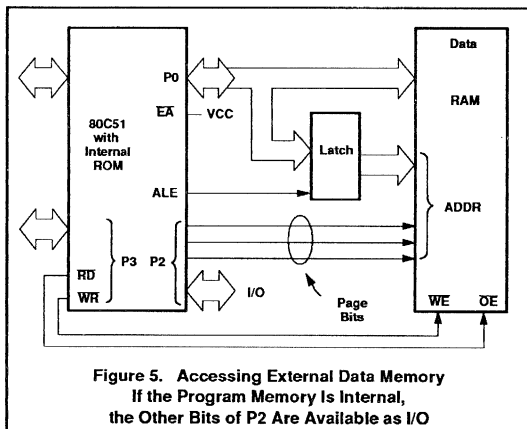 Data
P0
EA
VCC
RAM
80C51
with
Internal
ROM
Latch
ALE
ADDR
P3
P2
RD
WR
I/O
Page
Bits
WE
OE
Figure 5. Accessing External Data Memory
If the Program Memory Is Internal,
the Other Bits of P2 Are Available as I/O